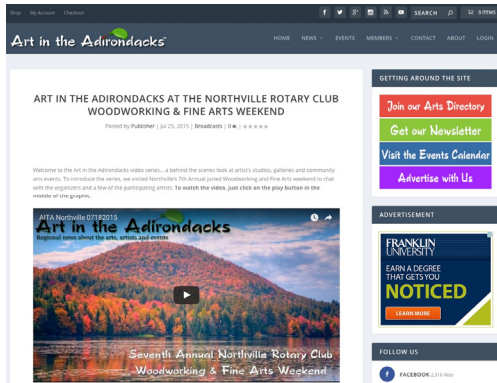 Shop My Account Checkout
SEARCH
0 ITEMS
Art in the Adirondacks
HOME NEWS EVENTS MEMBERS CONTACT ABOUT LOGIN
ART IN THE ADIRONDACKS AT THE NORTHVILLE ROTARY CLUB
WOODWORKING & FINE ARTS WEEKEND
Posted by Publisher | Jul 25, 2015 | Broadcasts | 0
Welcome to the Art in the Adirondacks video series... a behind the scenes look at artist's studios, galleries and community
arts events. To introduce the series, we visited Northville's 7th Annual juried Woodworking and Fine Arts weekend to chat
with the organizers and a few of the participating artists. To watch the video, just click on the play button in the
middle of the graphic.
AITA Northville 07182015
Art in the Adirondacks
Regional news about the arts, artists and events
Seventh Annual Northville Rotary Club
Woodworking & Fine Arts Weekend
GETTING AROUND THE SITE
Join our Arts Directory
Get our Newsletter
Visit the Events Calendar
Advertise with Us
ADVERTISEMENT
FRANKLIN
UNIVERSITY
EARN A DEGREE
THAT GETS YOU
NOTICED
LEARN MORE
FOLLOW US
FACEBOOK 2,316 likes